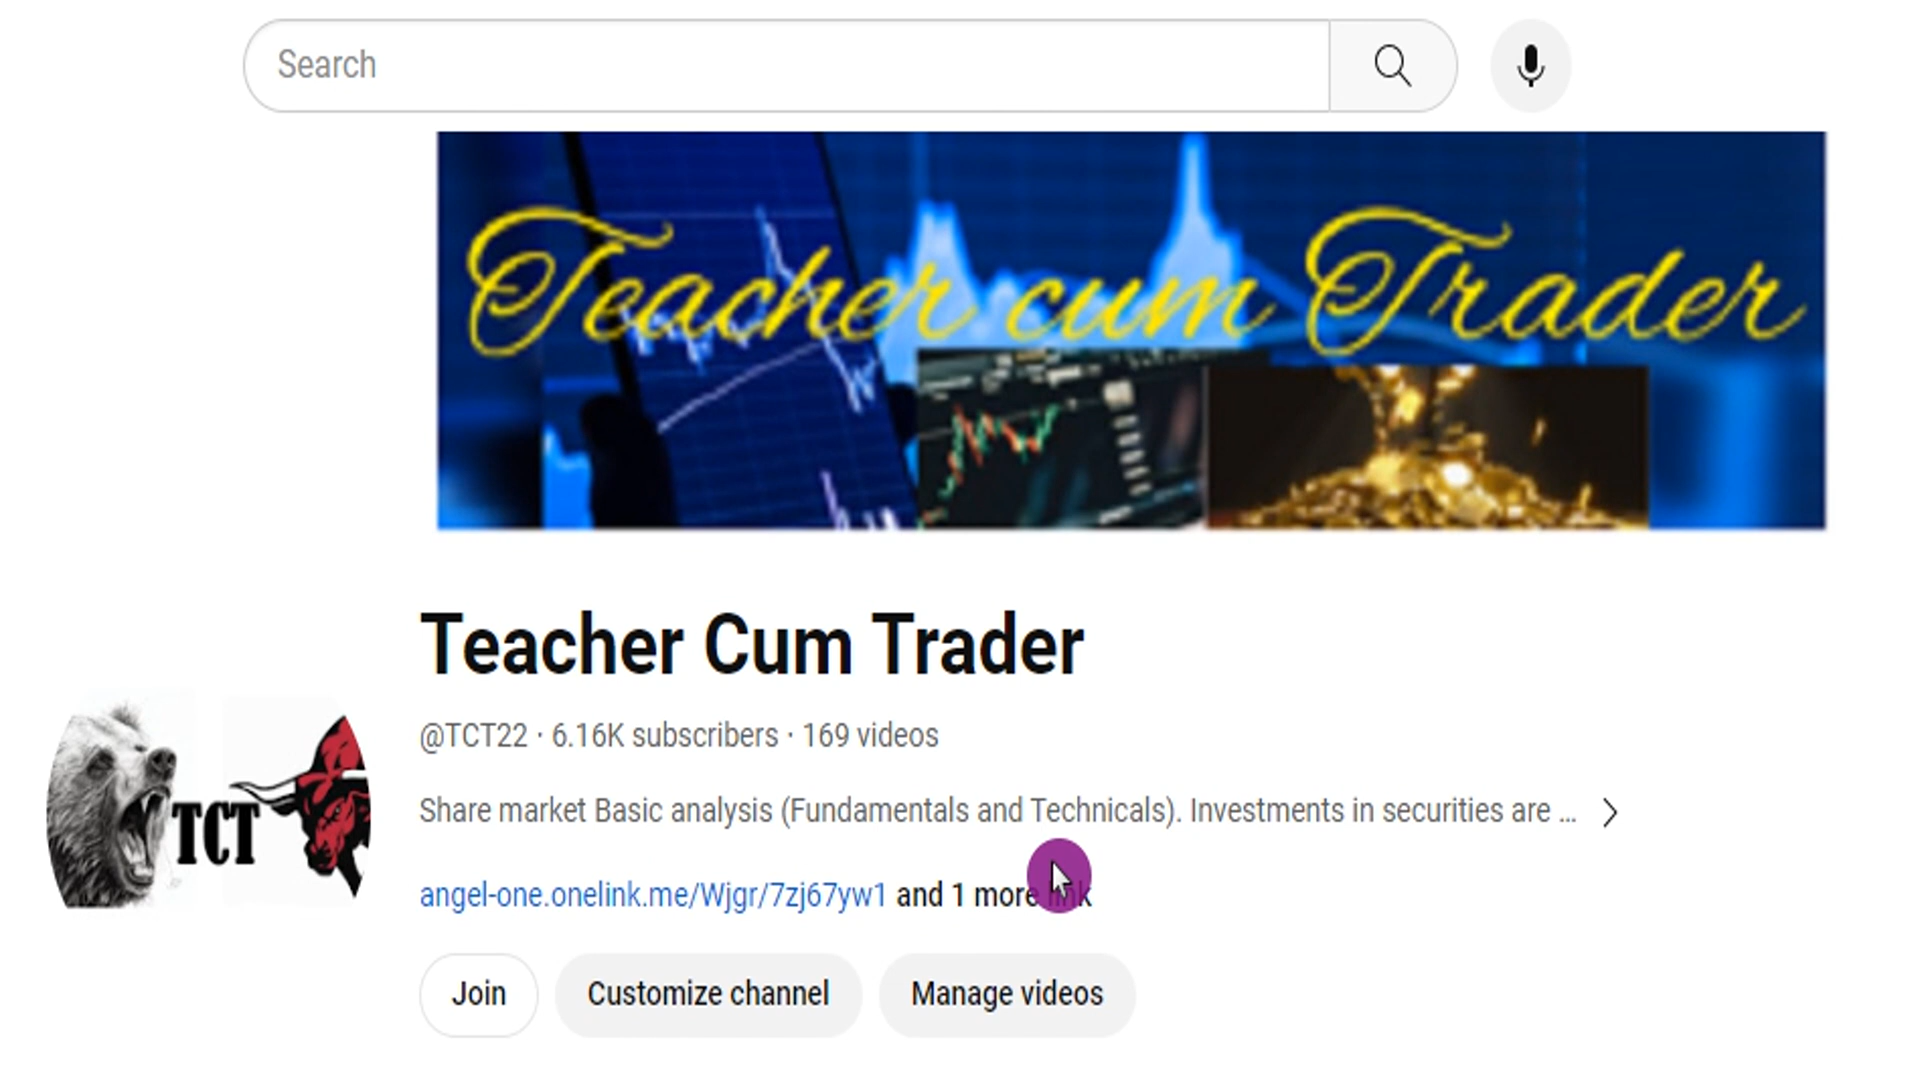 Search
Teacher cum Trader
Teacher Cum Trader
@TCT22 · 6.16K subscribers · 169 videos
TCT
Share market Basic analysis (Fundamentals and Technicals). Investments in securities are ...
angel-one.onelink.me/Wjgr/7zj67yw1 and 1 more link
Join Customize channel Manage videos